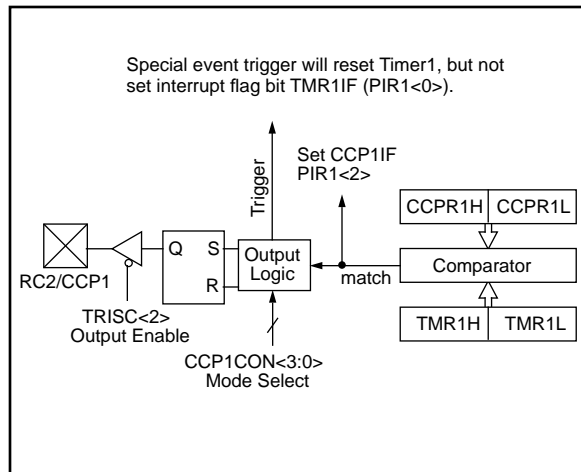 Special event trigger will reset Timer1, but not
set interrupt flag bit TMR1IF (PIR1<0>).
Trigger
Set CCP1IF
PIR1<2>
CCPR1H CCPR1L
Q S Output
Logic
R
match
Comparator
RC2/CCP1
TRISC<2>
Output Enable
TMR1H TMR1L
CCP1CON<3:0>
Mode Select